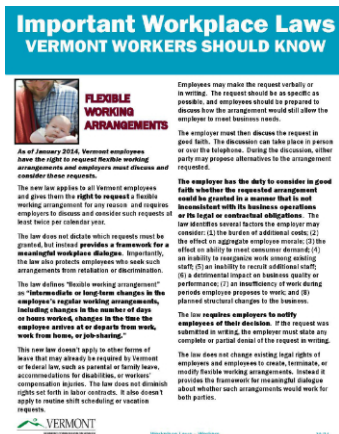 Important Workplace Laws
VERMONT WORKERS SHOULD KNOW
FLEXIBLE
WORKING
ARRANGEMENTS
As of January 2014, Vermont employees
have the right to request flexible working
arrangements and employers must discuss and
consider these requests.
The new law applies to all Vermont employees
and gives them the right to request a flexible
working arrangement for any reason and requires
employers to discuss and consider such requests at
least twice per calendar year.
The law does not dictate which requests must be
granted, but instead provides a framework for a
meaningful workplace dialogue. Importantly,
the law also protects employees who seek such
arrangements from retaliation or discrimination.
The law defines "flexible working arrangement"
as "intermediate or long-term changes in the
employee's regular working arrangements,
including changes in the number of days
or hours worked, changes in the time the
employee arrives at or departs from work,
work from home, or job-sharing."
This new law doesn't apply to other forms of
leave that may already be required by Vermont
or federal law, such as parental or family leave,
accommodations for disabilities, or workers'
compensation injuries. The law does not diminish
rights set forth in labor contracts. It also doesn't
apply to routine shift scheduling or vacation
requests.
Employees may make the request verbally or
in writing. The request should be as specific as
possible, and employees should be prepared to
discuss how the arrangement would still allow the
employer to meet business needs.
The employer must then discuss the request in
good faith. The discussion can take place in person
or over the telephone. During the discussion, either
party may propose alternatives to the arrangement
requested.
The employer has the duty to consider in good
faith whether the requested arrangement
could be granted in a manner that is not
inconsistent with its business operations
or its legal or contractual obligations. The
law identifies several factors the employer may
consider: (1) the burden of additional costs; (2)
the effect on aggregate employee morale; (3) the
effect on ability to meet consumer demand; (4)
an inability to reorganize work among existing
staff; (5) an inability to recruit additional staff;
(6) a detrimental impact on business quality or
performance; (7) an insufficiency of work during
periods employee proposes to work; and (8)
planned structural changes to the business.
The law requires employers to notify
employees of their decision. If the request was
submitted in writing, the employer must state any
complete or partial denial of the request in writing.
The law does not change existing legal rights of
employers and employees to create, terminate, or
modify flexible working arrangements. Instead it
provides the framework for meaningful dialogue
about whether such arrangements would work for
both parties.
VERMONT